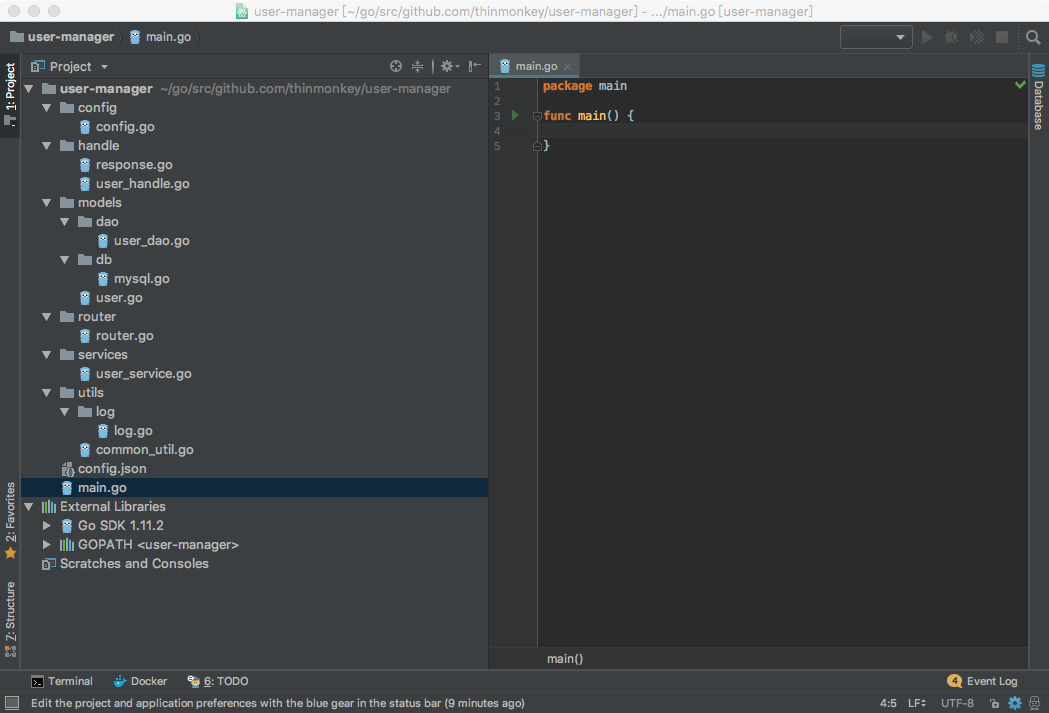 user-manager [~/go/src/github.com/thinmonkey/user-manager] - .../main.go [user-manager]
user-manager main.go
1: Project
Project
user-manager ~/go/src/github.com/thinmonkey/user-manager
config
config.go
handle
response.go
user_handle.go
models
dao
user_dao.go
db
mysql.go
user.go
router
router.go
services
user_service.go
utils
log
log.go
common_util.go
config.json
main.go
External Libraries
Go SDK 1.11.2
GOPATH <user-manager>
Scratches and Consoles
2: Favorites
7: Structure
main.go
1 package main
2
3 func main() {
4
5 }
main()
Database
Terminal Docker 6: TODO
4 Event Log
Edit the project and application preferences with the blue gear in the status bar (9 minutes ago)
4:5 LF UTF-8